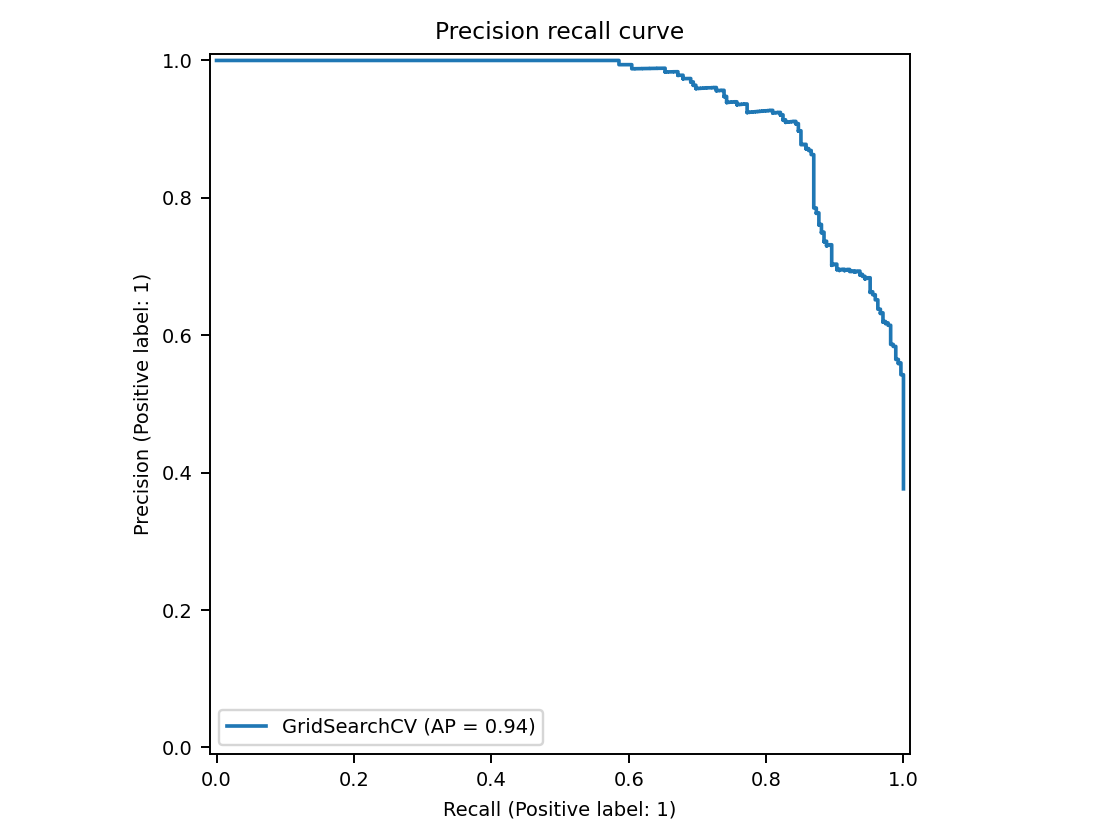 Precision recall curve
1.0
0.8
0.6
0.4
0.2
0.0
Precision (Positive label: 1)
GridSearchCV (AP = 0.94)
0.0 0.2 0.4 0.6 0.8 1.0
Recall (Positive label: 1)